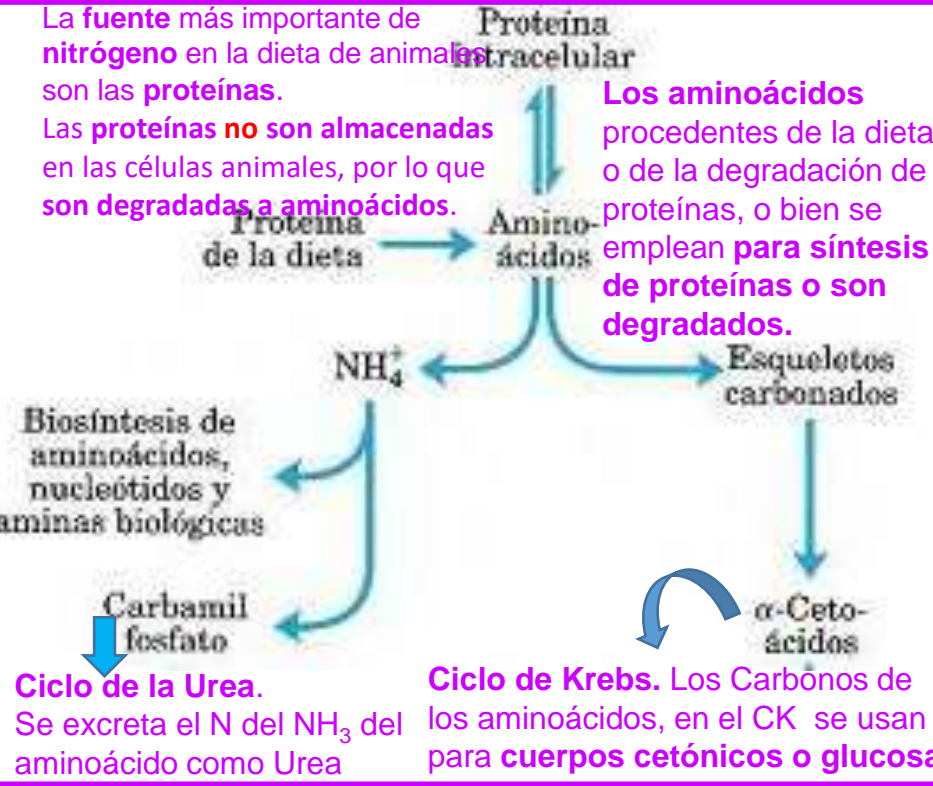 La fuente más importante de
nitrógeno en la dieta de animales
son las proteínas.
Las proteínas no son almacenadas
en las células animales, por lo que
son degradadas a aminoácidos.
Proteína
intracelular
Los aminoácidos
procedentes de la dieta
o de la degradación de
proteínas, o bien se
emplean para síntesis
de proteínas o son
degradados.
Proteína
de la dieta
Amino-
ácidos
NH₄⁺
Esqueletos
carbonados
Biosíntesis de
aminoácidos,
nucleótidos y
aminas biológicas
Carbamil
fosfato
α-Ceto-
ácidos
Ciclo de la Urea.
Se excreta el N del NH₃ del
aminoácido como Urea
Ciclo de Krebs. Los Carbonos de
los aminoácidos, en el CK se usan
para cuerpos cetónicos o glucosa